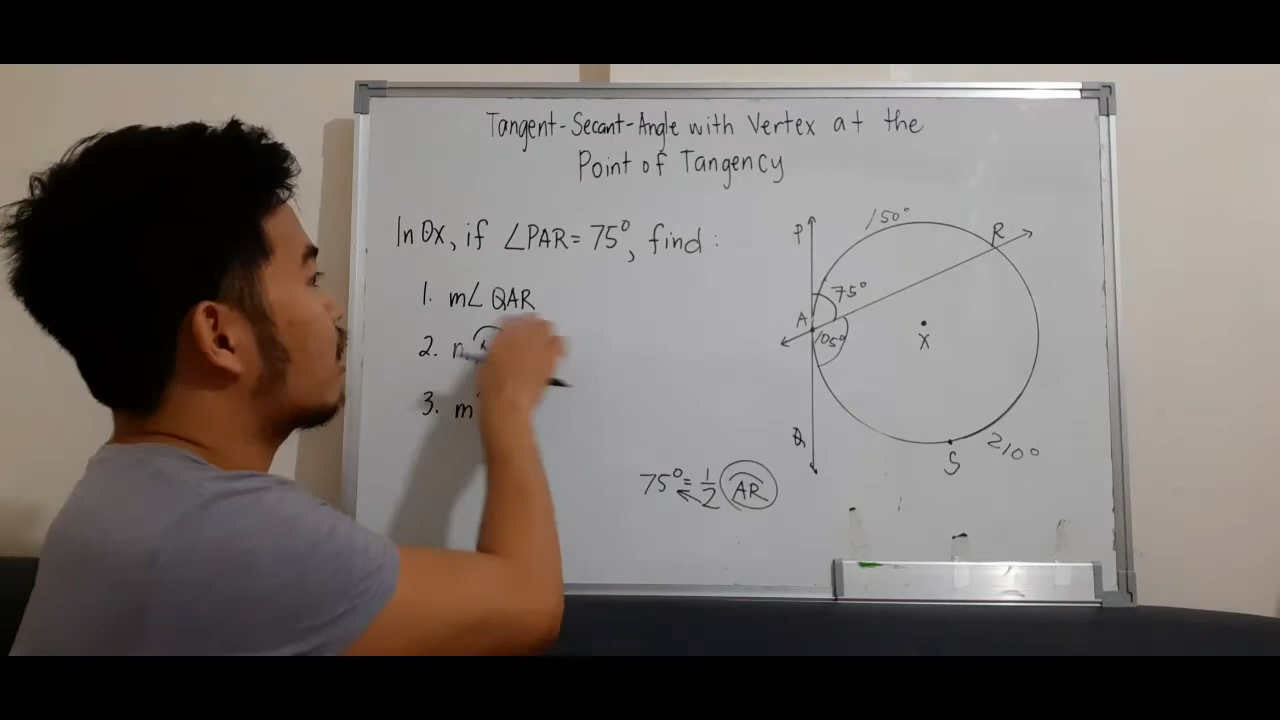 Tangent-Secant-Angle with Vertex at the
Point of Tangency
In ⊙x, if ∠PAR = 75°, find :
1. m∠ QAR
2.
3. m
75° = 1/2 AR
150°
P
R
75°
A
105°
x
Q
S
210°